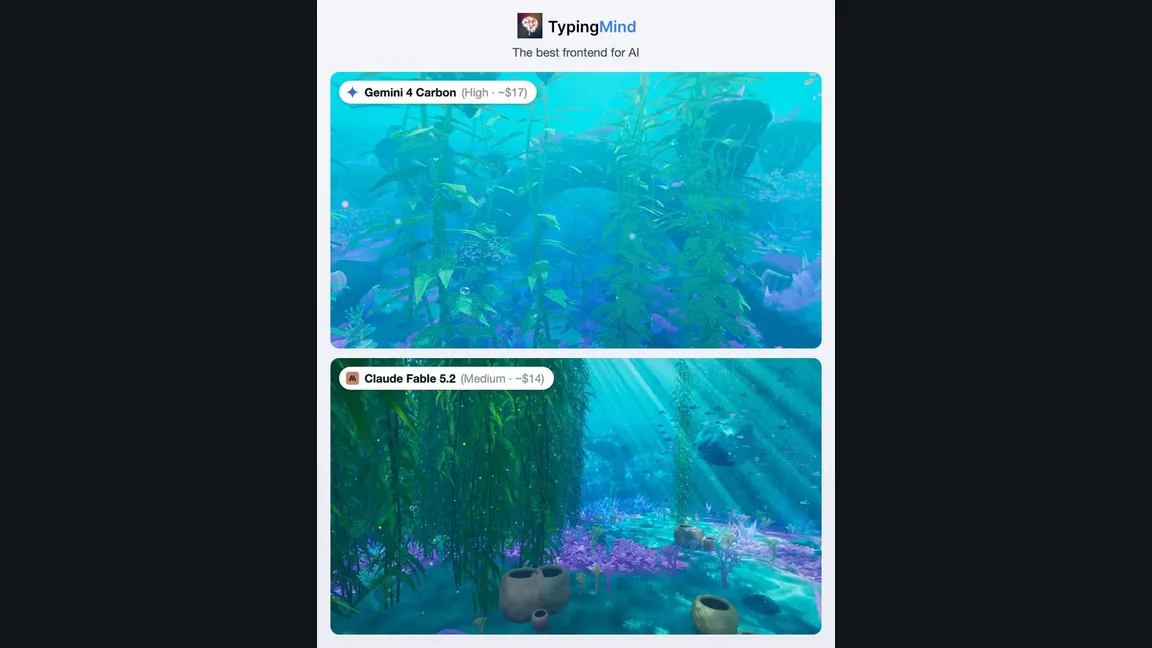 TypingMind
The best frontend for AI
Gemini 4 Carbon (High · ~$17)
Claude Fable 5.2 (Medium · ~$14)